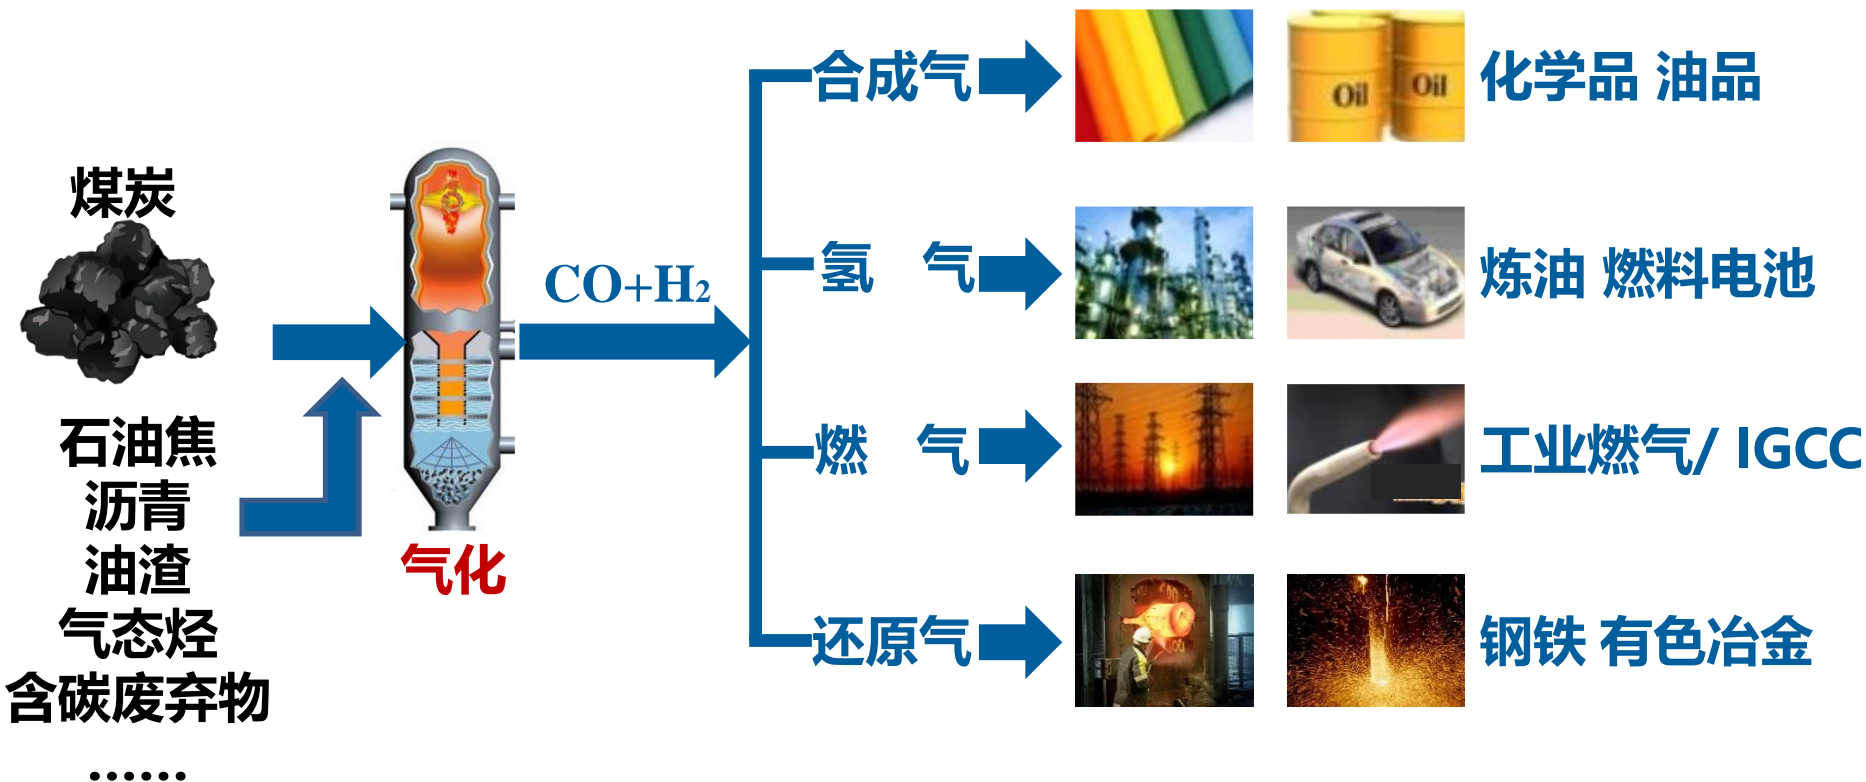 煤炭
石油焦
沥青
油渣
气态烃
含碳废弃物
......
气化
CO+H₂
合成气
Oil
Oil
化学品 油品
氢 气
炼油 燃料电池
燃 气
工业燃气/ IGCC
还原气
钢铁 有色冶金